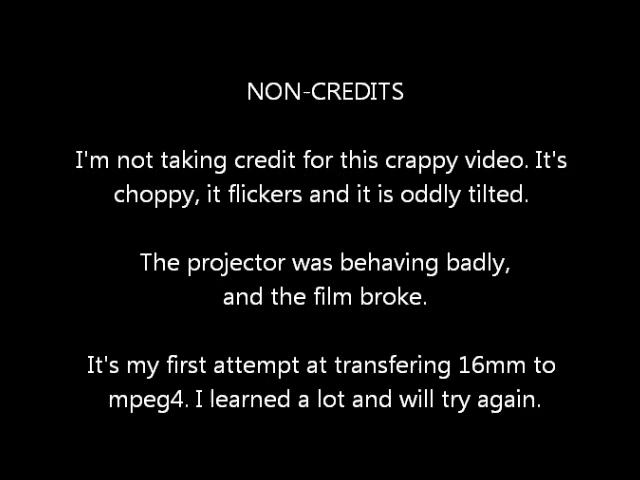 NON-CREDITS
I'm not taking credit for this crappy video. It's
choppy, it flickers and it is oddly tilted.
The projector was behaving badly,
and the film broke.
It's my first attempt at transfering 16mm to
mpeg4. I learned a lot and will try again.